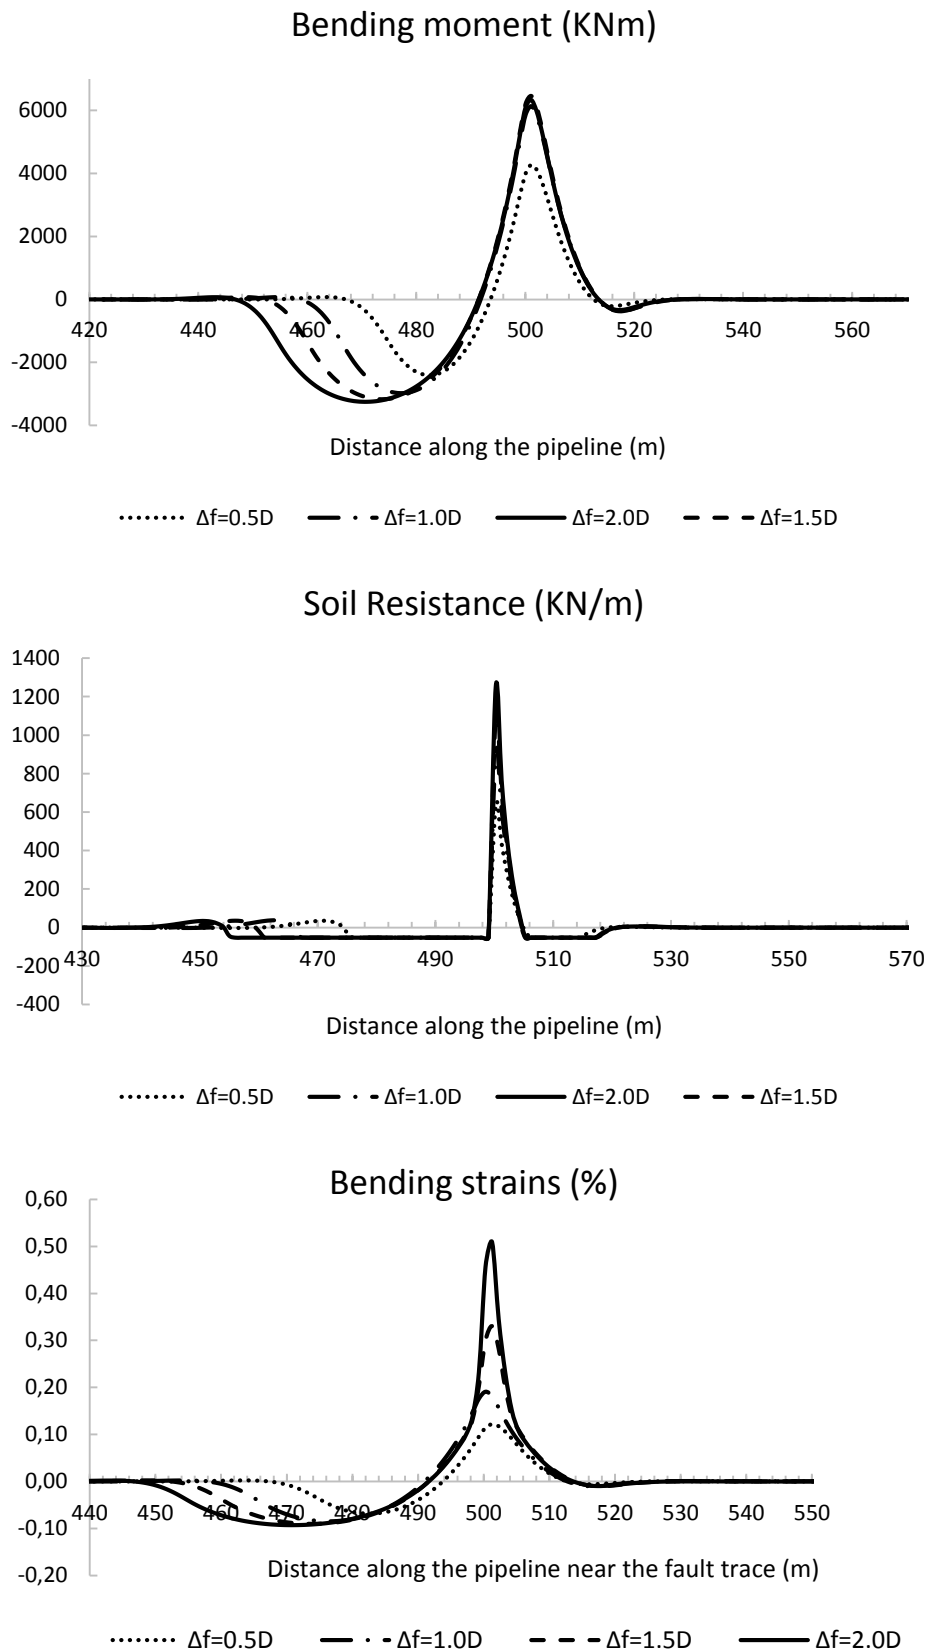 Bending moment (KNm)
6000
4000
2000
0
-2000
-4000
420 440 460 480 500 520 540 560
Distance along the pipeline (m)
Δf=0.5D Δf=1.0D Δf=2.0D Δf=1.5D
Soil Resistance (KN/m)
1400
1200
1000
800
600
400
200
0
-200
-400
430 450 470 490 510 530 550 570
Distance along the pipeline (m)
Δf=0.5D Δf=1.0D Δf=2.0D Δf=1.5D
Bending strains (%)
0,60
0,50
0,40
0,30
0,20
0,10
0,00
-0,10
-0,20
440 450 460 470 480 490 500 510 520 530 540 550
Distance along the pipeline near the fault trace (m)
Δf=0.5D Δf=1.0D Δf=1.5D Δf=2.0D